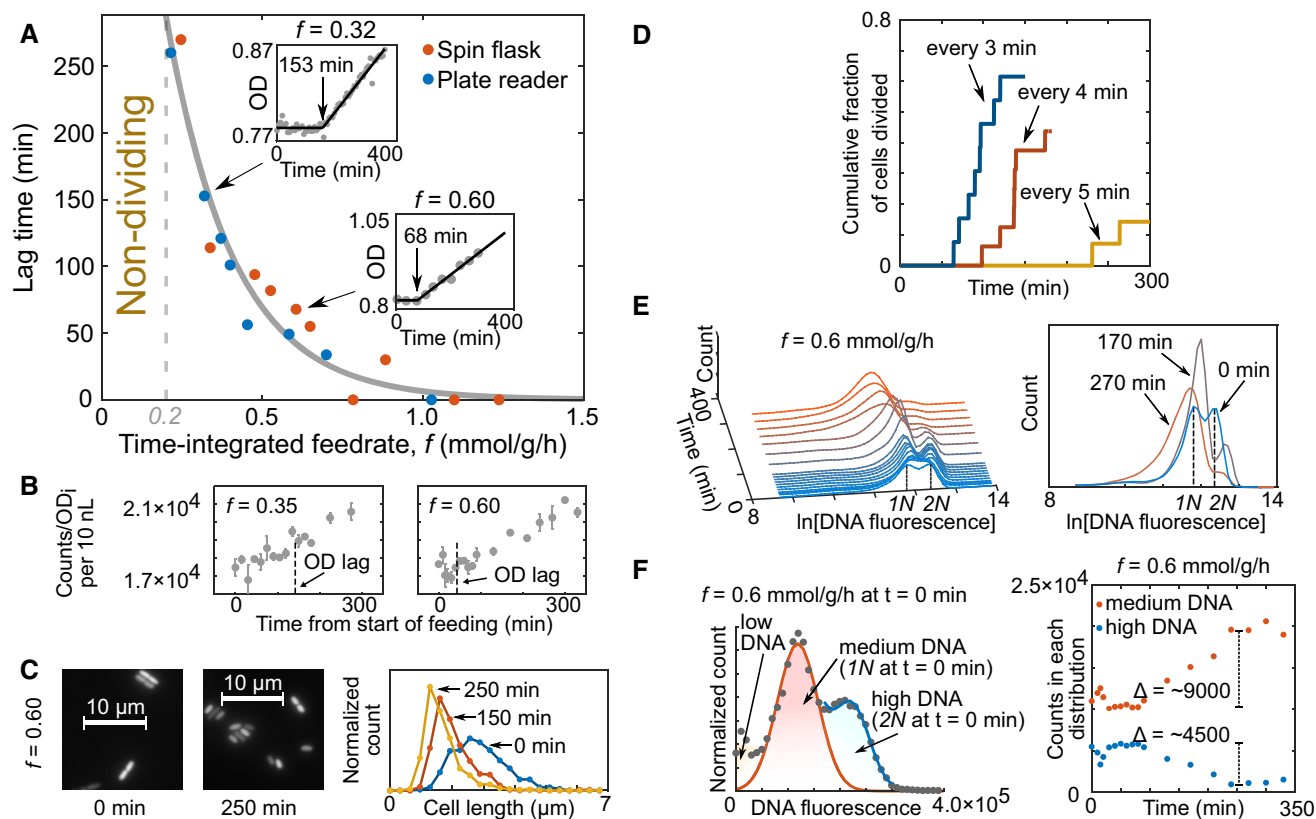 A
f = 0.32
0.87
153 min
OD
0.77
0
400
Time (min)
Spin flask
Plate reader
Non-dividing
f = 0.60
1.05
68 min
OD
0.8
0
400
Time (min)
Lag time (min)
250
200
150
100
50
0
0
0.2
0.5
1.0
1.5
Time-integrated feedrate, f (mmol/g/h)
B
Counts/ODi
per 10 nL
2.1×10⁴
1.7×10⁴
f = 0.35
OD lag
0
300
f = 0.60
OD lag
0
300
Time from start of feeding (min)
C
f = 0.60
10 µm
0 min
10 µm
250 min
Normalized
count
250 min
150 min
0 min
0
7
Cell length (µm)
D
0.8
Cumulative fraction
of cells divided
every 3 min
every 4 min
every 5 min
0
0
300
Time (min)
E
f = 0.6 mmol/g/h
Count
400
Time (min)
0
8
1N
2N
14
ln[DNA fluorescence]
Count
170 min
270 min
0 min
8
1N
2N
14
ln[DNA fluorescence]
F
f = 0.6 mmol/g/h at t = 0 min
Normalized count
low
DNA
medium DNA
(1N at t = 0 min)
high DNA
(2N at t = 0 min)
0
DNA fluorescence
4.0×10⁵
f = 0.6 mmol/g/h
2.5×10⁴
medium DNA
high DNA
Counts in each
distribution
Δ = ~9000
Δ = ~4500
0
0
350
Time (min)